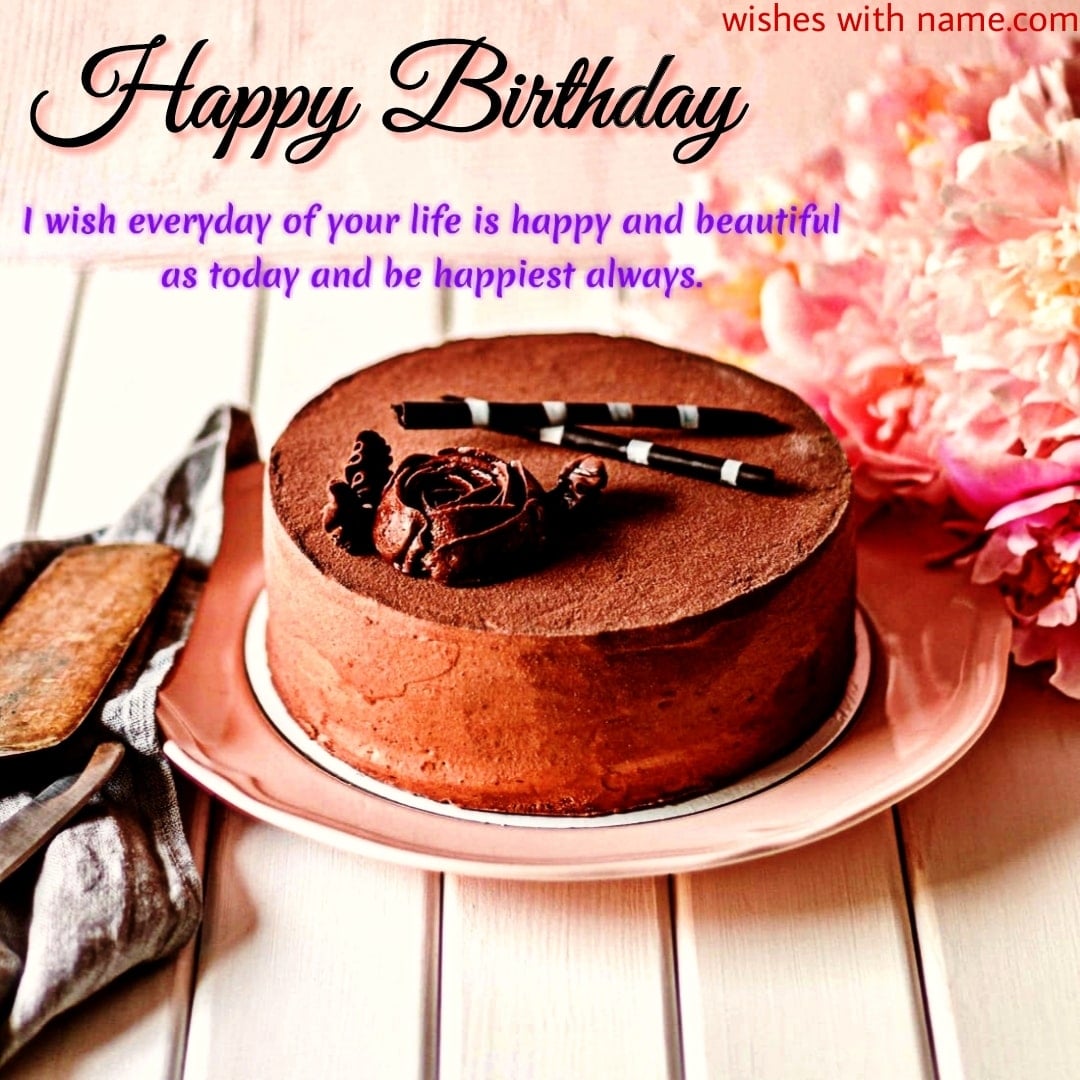 wishes with name.com
Happy Birthday
I wish everyday of your life is happy and beautiful
as today and be happiest always.